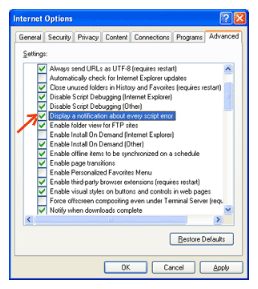 Internet Options
General Security Privacy Content Connections Programs Advanced
Settings:
Always send URLs as UTF-8 (requires restart)
Automatically check for Internet Explorer updates
Close unused folders in History and Favorites (requires restart)
Disable Script Debugging (Internet Explorer)
Disable Script Debugging (Other)
Display a notification about every script error
Enable folder view for FTP sites
Enable Install On Demand (Internet Explorer)
Enable Install On Demand (Other)
Enable offline items to be synchronized on a schedule
Enable page transitions
Enable Personalized Favorites Menu
Enable third-party browser extensions (requires restart)
Enable visual styles on buttons and controls in web pages
Force offscreen compositing even under Terminal Server (requ
Notify when downloads complete
Restore Defaults
OK Cancel Apply